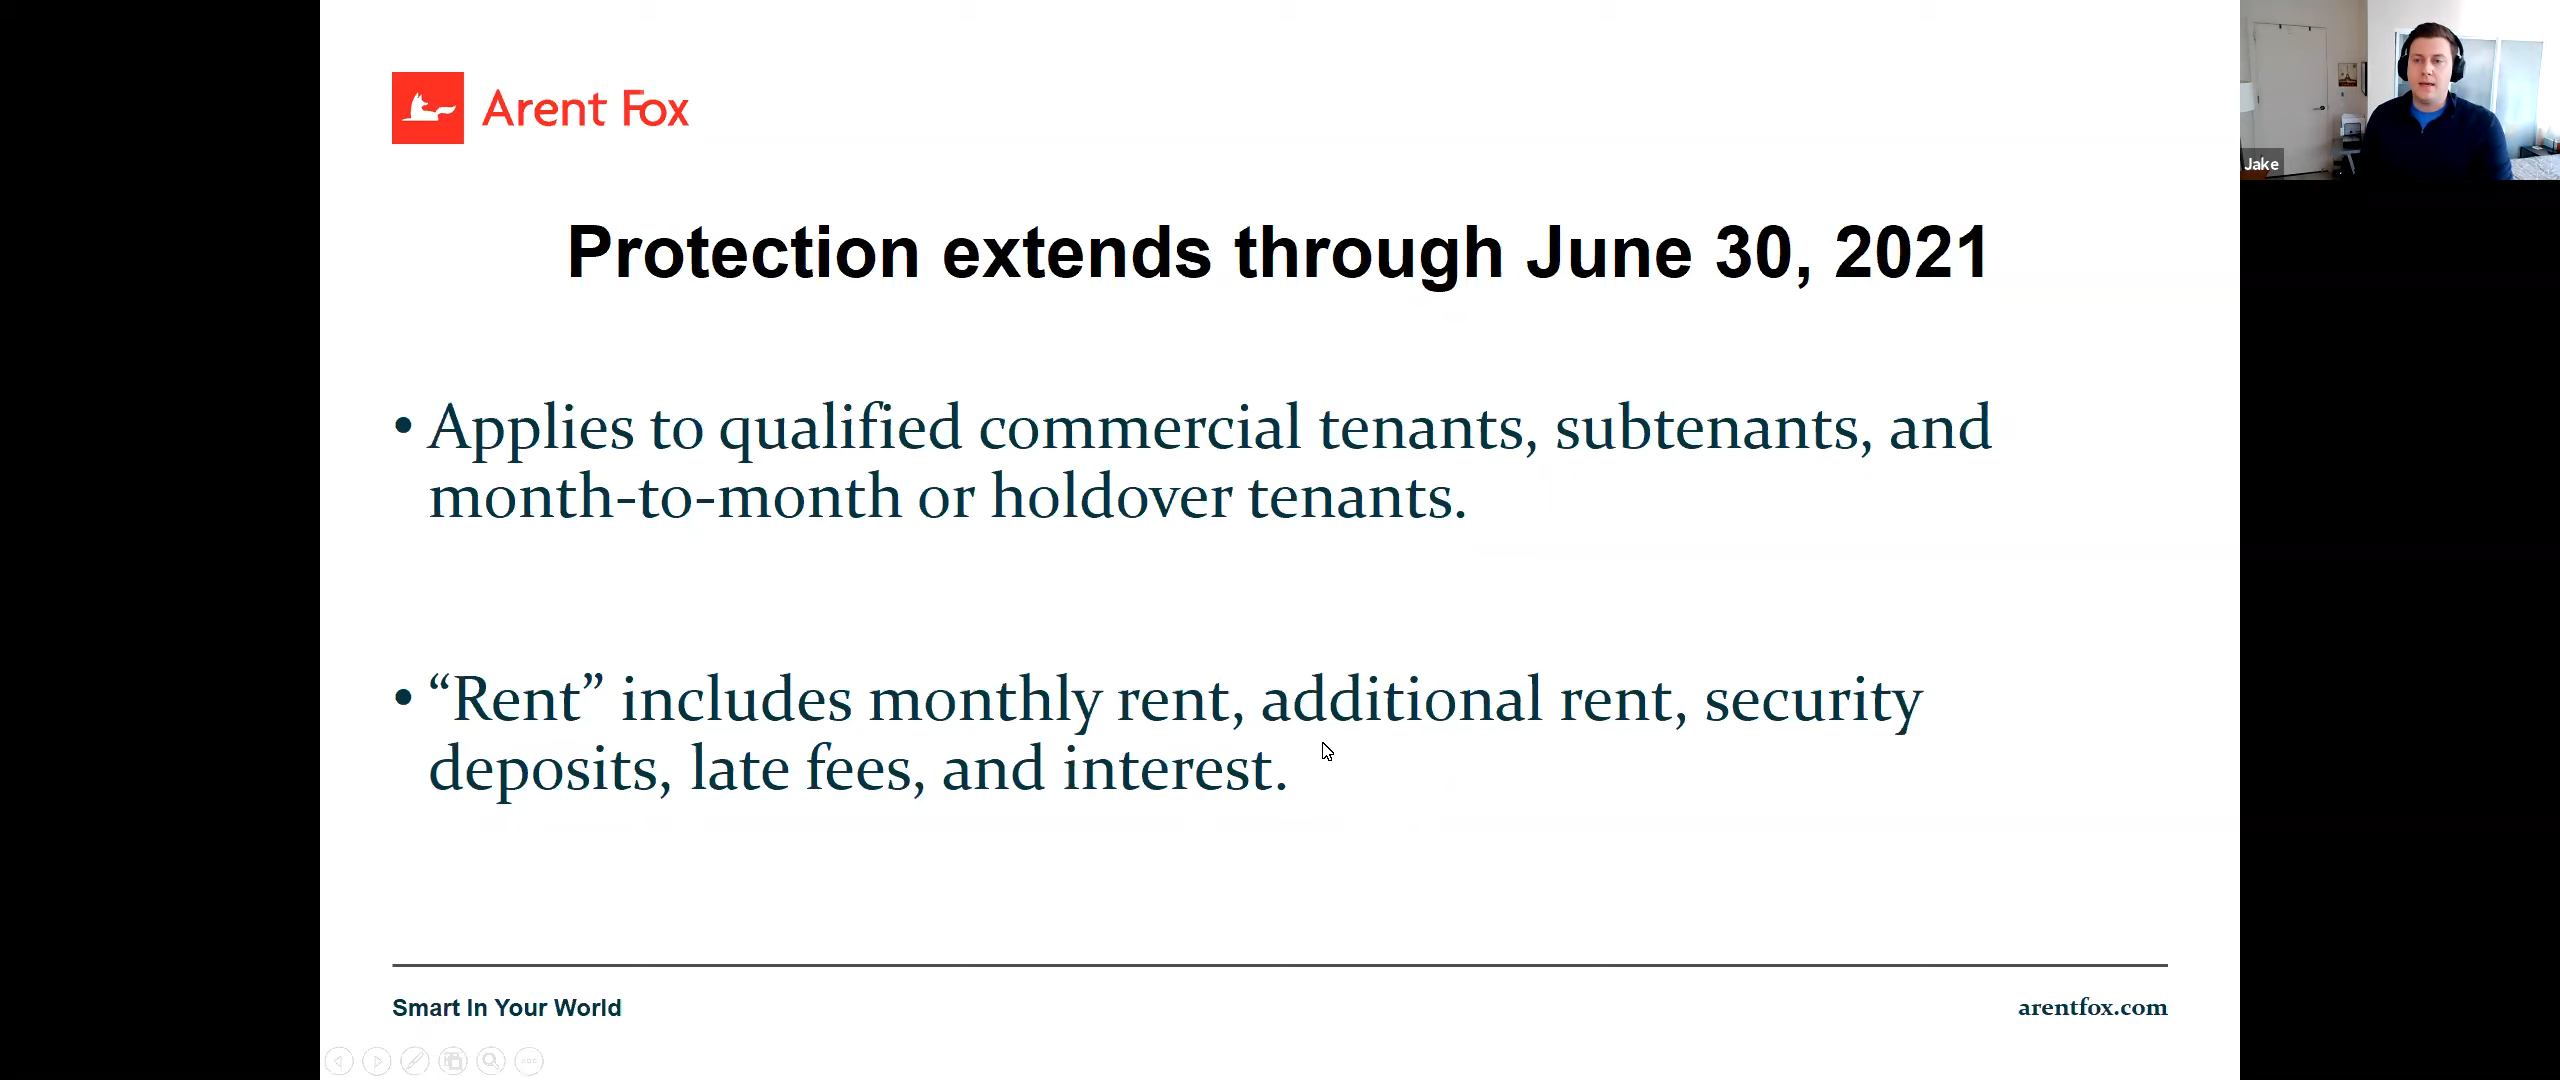 Arent Fox
Jake
Protection extends through June 30, 2021
• Applies to qualified commercial tenants, subtenants, and
month-to-month or holdover tenants.
• “Rent” includes monthly rent, additional rent, security
deposits, late fees, and interest.
Smart In Your World
arentfox.com